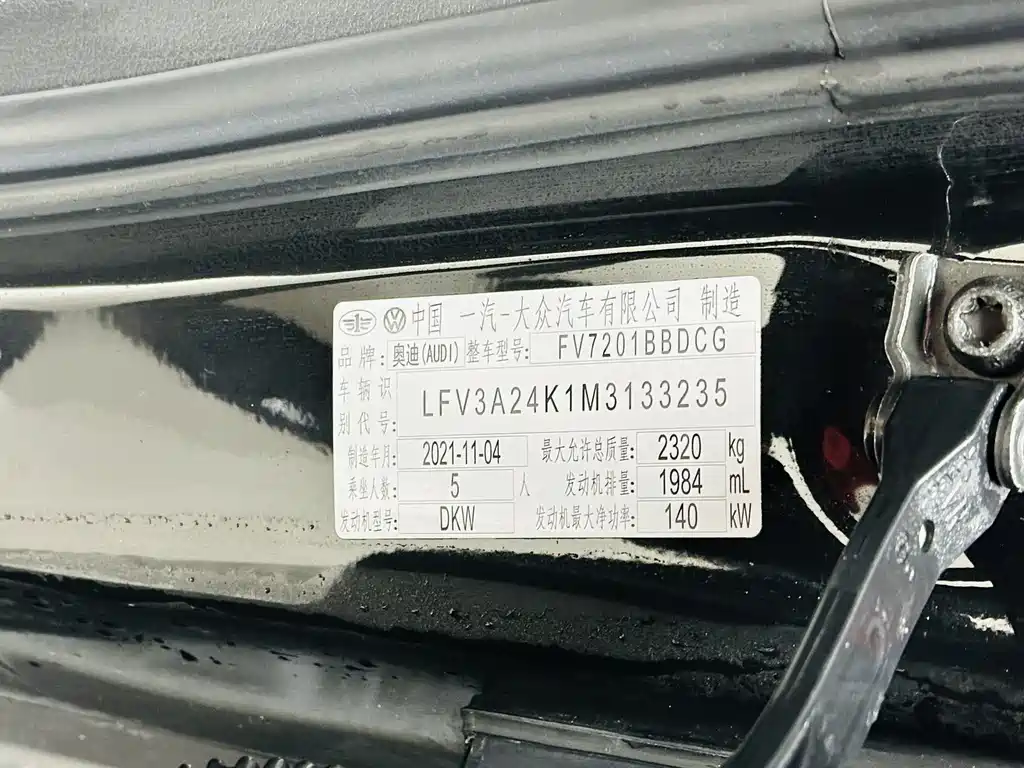 中国 一汽-大众汽车有限公司 制造
品牌: 奥迪(AUDI) 整车型号: FV7201BBDCG
车辆识别代号: LFV3A24K1M3133235
制造年月: 2021-11-04 最大允许总质量: 2320 kg
乘坐人数: 5 人 发动机排量: 1984 mL
发动机型号: DKW 发动机最大净功率: 140 kW